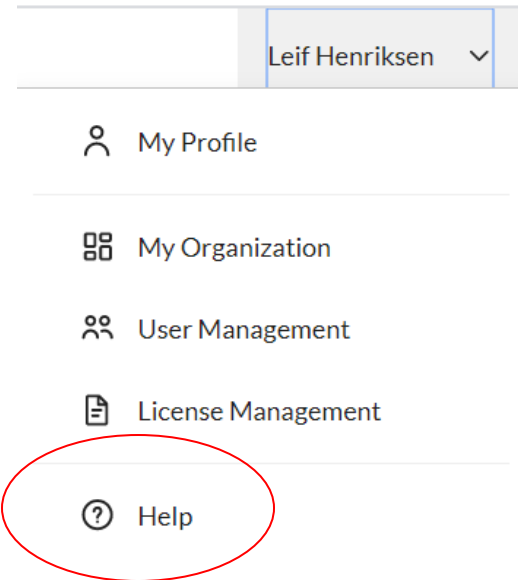 Leif Henriksen
My Profile
My Organization
User Management
License Management
Help